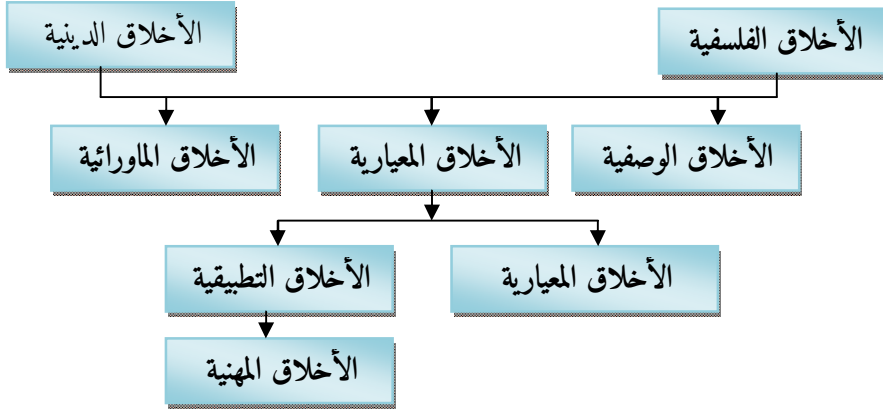 الأخلاق الفلسفية
الأخلاق الدينية
الأخلاق الوصفية
الأخلاق المعيارية
الأخلاق الماورائية
الأخلاق المعيارية
الأخلاق التطبيقية
الأخلاق المهنية